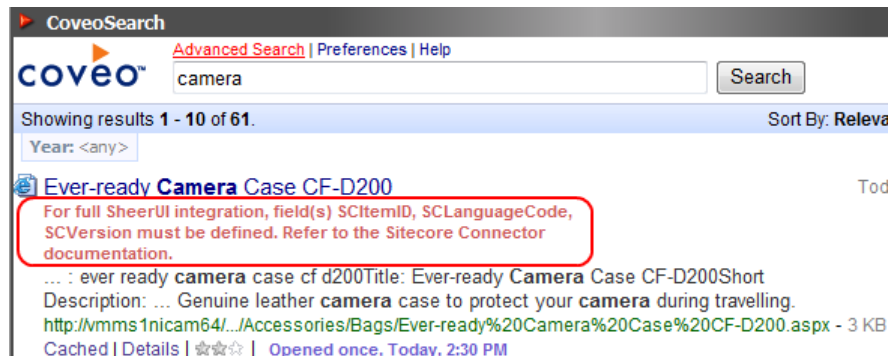 CoveoSearch
Advanced Search | Preferences | Help
coveo™
camera
Search
Showing results 1 - 10 of 61.
Sort By:
Year: <any>
Ever-ready Camera Case CF-D200
For full SheerUI integration, field(s) SCItemID, SCLanguageCode,
SCVersion must be defined. Refer to the Sitecore Connector
documentation.
... : ever ready camera case cf d200Title: Ever-ready Camera Case CF-D200Short
Description: ... Genuine leather camera case to protect your camera during travelling.
http://vmms1nicam64/.../Accessories/Bags/Ever-ready%20Camera%20Case%20CF-D200.aspx - 3 KB
Cached | Details | Opened once, Today, 2:30 PM